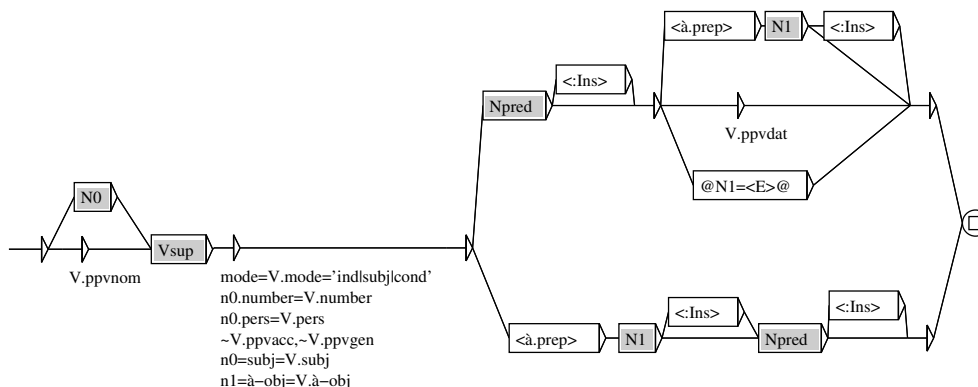 <à.prep> N1 <:Ins>
<:Ins>
Npred
V.ppvdat
@N1=<E>@
N0
Vsup
V.ppvnom
mode=V.mode='ind|subj|cond'
n0.number=V.number
n0.pers=V.pers
~V.ppvacc,~V.ppvgen
n0=subj=V.subj
n1=à-obj=V.à-obj
<:Ins> <:Ins>
<à.prep> N1 Npred